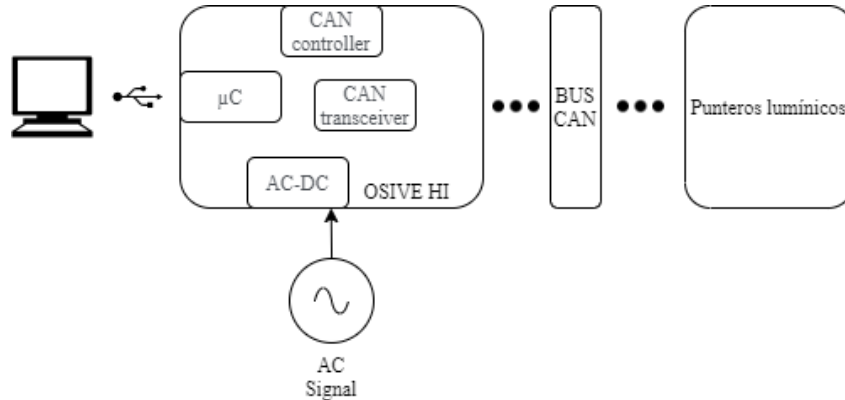 CAN
controller
µC
CAN
transceiver
AC-DC
OSIVE HI
BUS
CAN
Punteros lumínicos
AC
Signal